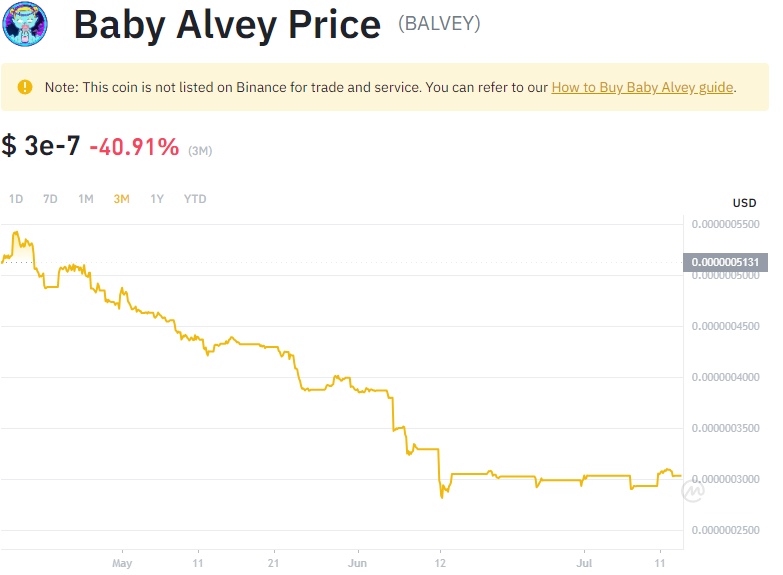 Baby Alvey Price (BALVEY)
Note: This coin is not listed on Binance for trade and service. You can refer to our How to Buy Baby Alvey guide.
$ 3e-7 -40.91% (3M)
1D 7D 1M 3M 1Y YTD
USD
0.0000005500
0.0000005131
0.0000005000
0.0000004500
0.0000004000
0.0000003500
0.0000003000
0.0000002500
May 11 21 Jun 12 Jul 11